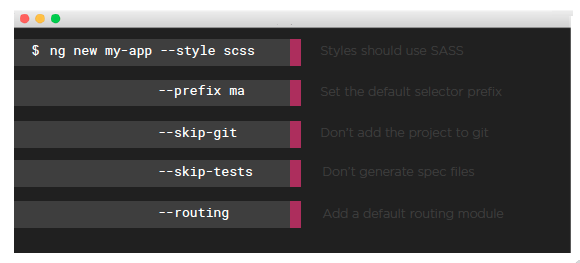 $ ng new my-app --style scss Styles should use SASS
--prefix ma Set the default selector prefix
--skip-git Don't add the project to git
--skip-tests Don't generate spec files
--routing Add a default routing module